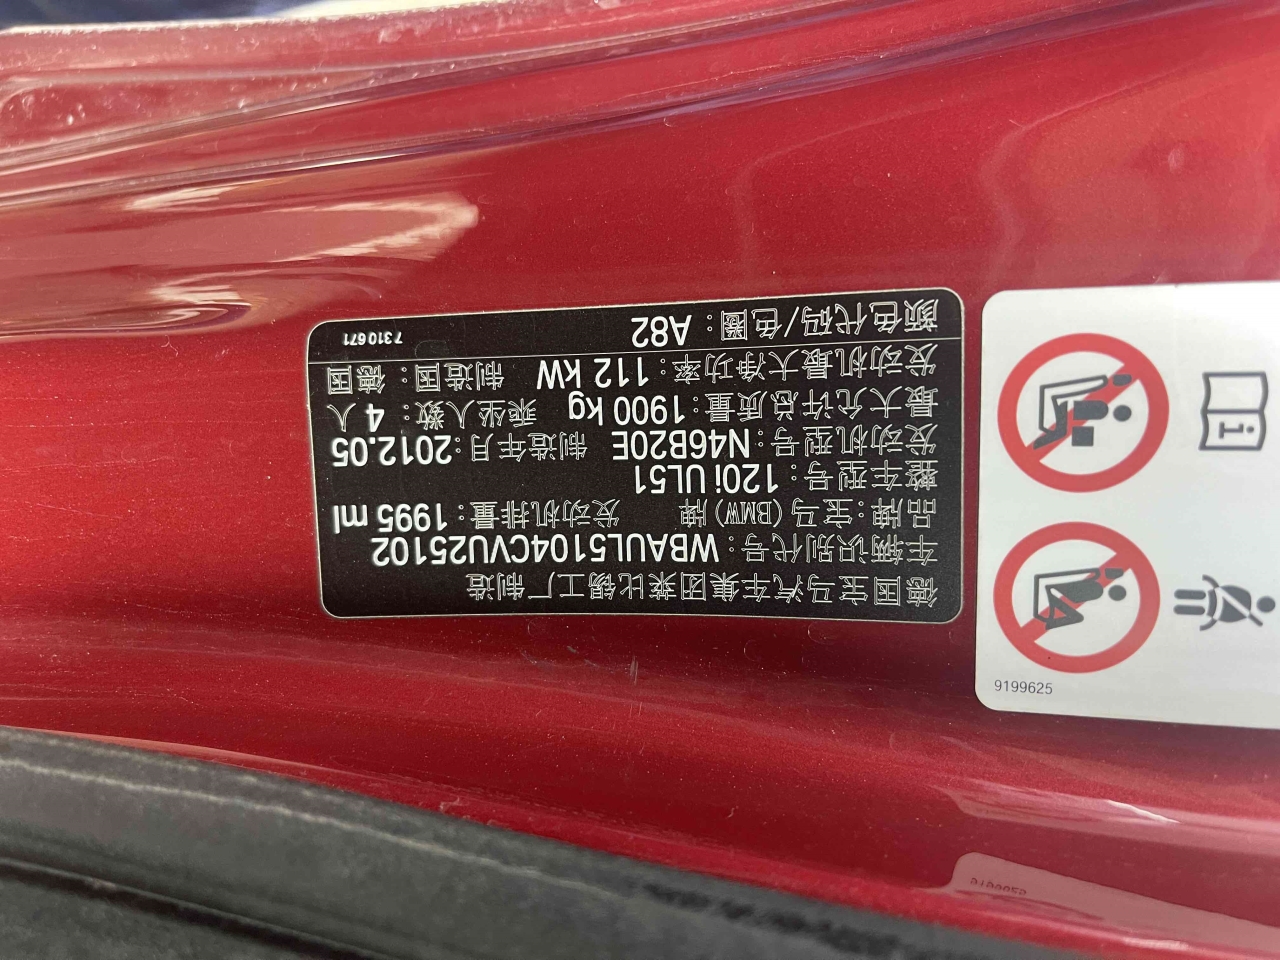 德国宝马汽车集团莱比锡工厂制造
车辆识别代号：WBAUL5104CVU25102
品牌：宝马(BMW)牌 发动机排量：1995 ml
整车型号：120i UL51
发动机型号：N46B20E 制造年月：2012.05
最大允许总质量：1900 kg 乘坐人数：4 人
发动机最大净功率：112 kW 制造国：德国
颜色代码/色圈：A82 7310671
9199625